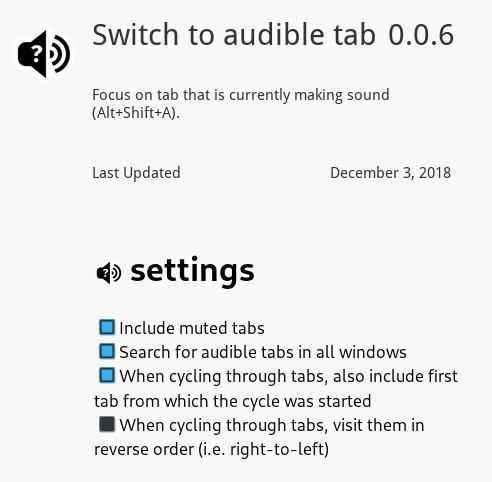 Switch to audible tab 0.0.6
Focus on tab that is currently making sound
(Alt+Shift+A).
Last Updated December 3, 2018
settings
Include muted tabs
Search for audible tabs in all windows
When cycling through tabs, also include first
tab from which the cycle was started
When cycling through tabs, visit them in
reverse order (i.e. right-to-left)